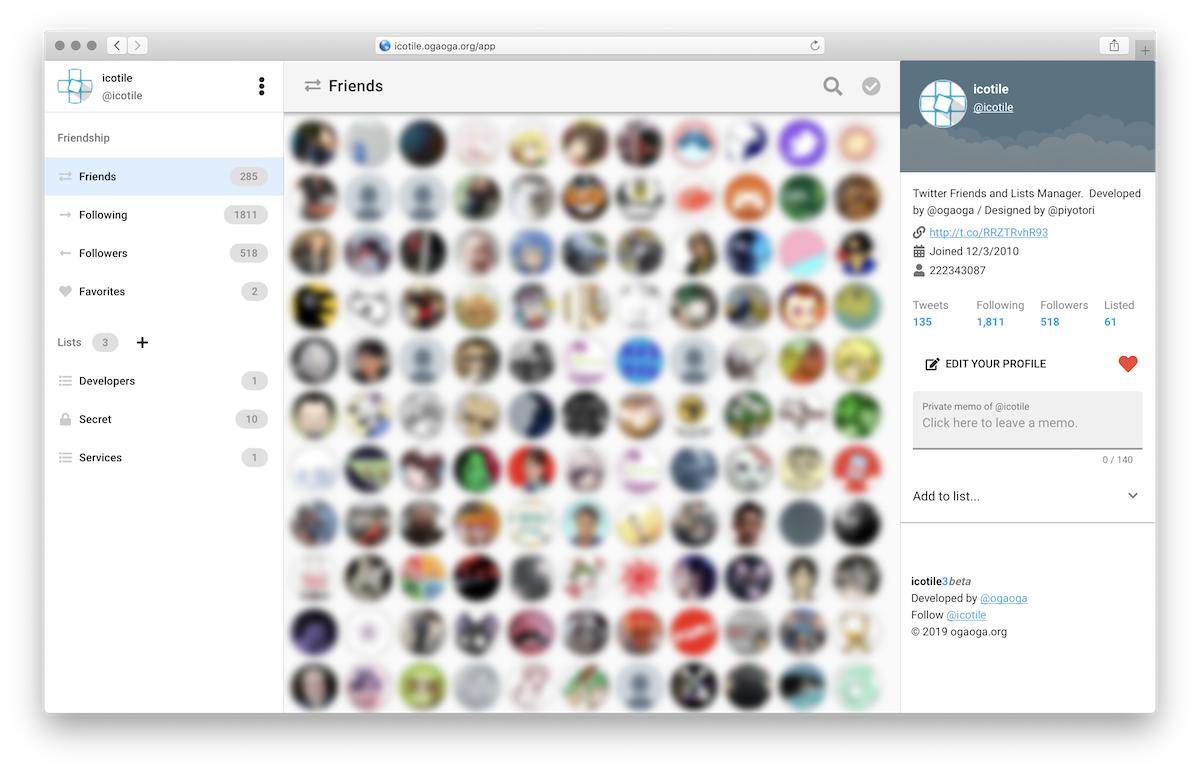 icotile.ogaoga.org/app
icotile
@icotile
Friendship
Friends 285
Following 1811
Followers 518
Favorites 2
Lists 3
Developers 1
Secret 10
Services 1
Friends
icotile
@icotile
Twitter Friends and Lists Manager. Developed
by @ogaoga / Designed by @piyotori
http://t.co/RRZTRvhR93
Joined 12/3/2010
222343087
Tweets Following Followers Listed
135 1,811 518 61
EDIT YOUR PROFILE
Private memo of @icotile
Click here to leave a memo.
0 / 140
Add to list...
icotile3beta
Developed by @ogaoga
Follow @icotile
© 2019 ogaoga.org